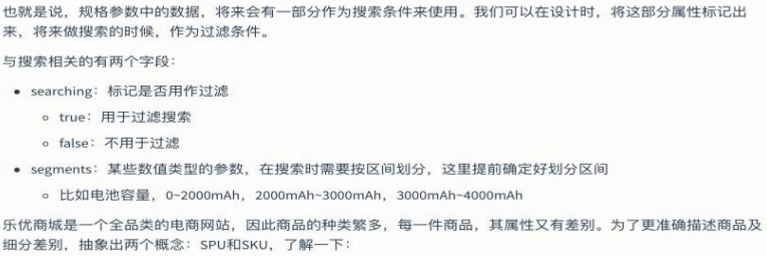 也就是说，规格参数中的数据，将来会有一部分作为搜索条件来使用。我们可以在设计时，将这部分属性标记出
来，将来做搜索的时候，作为过滤条件。
与搜索相关的有两个字段：
• searching：标记是否用作过滤
◦ true：用于过滤搜索
◦ false：不用于过滤
• segments：某些数值类型的参数，在搜索时需要按区间划分，这里提前确定好划分区间
◦ 比如电池容量，0~2000mAh，2000mAh~3000mAh，3000mAh~4000mAh
乐优商城是一个全品类的电商网站，因此商品的种类繁多，每一件商品，其属性又有差别。为了更准确描述商品及
细分差别，抽象出两个概念：SPU和SKU，了解一下：